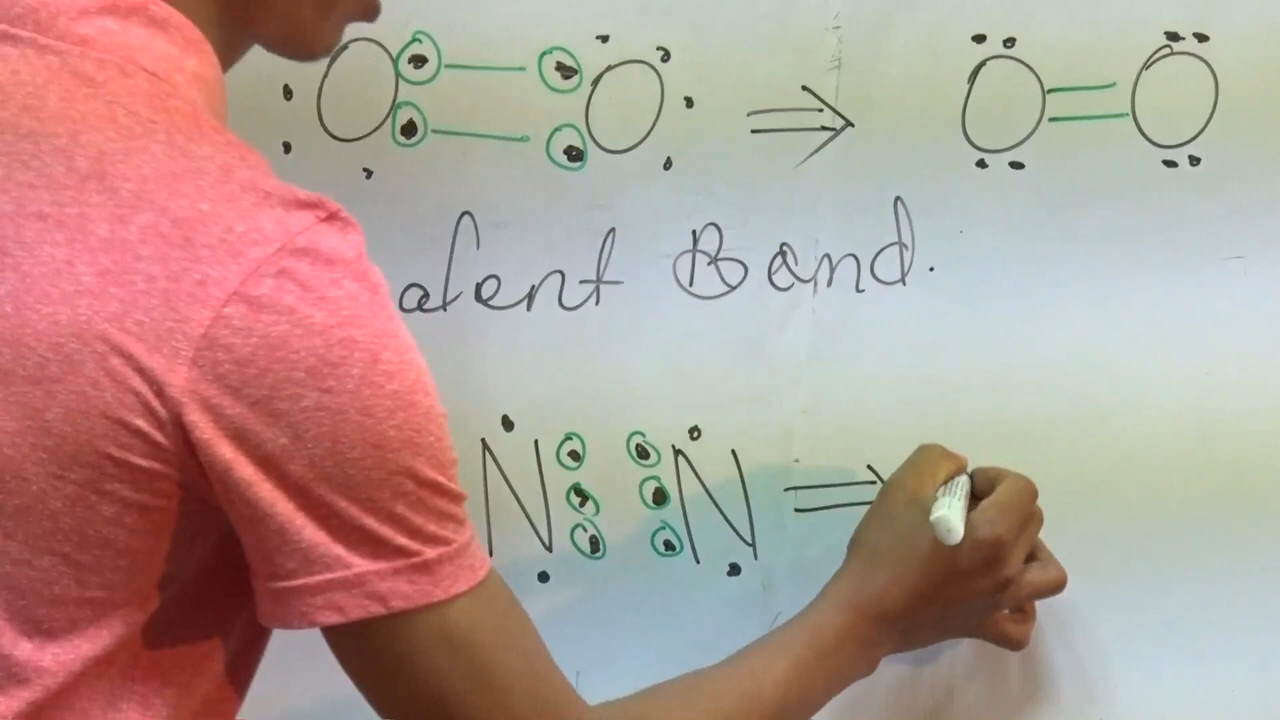 O O ⇒ O = O
alent Band.
N N ⇒